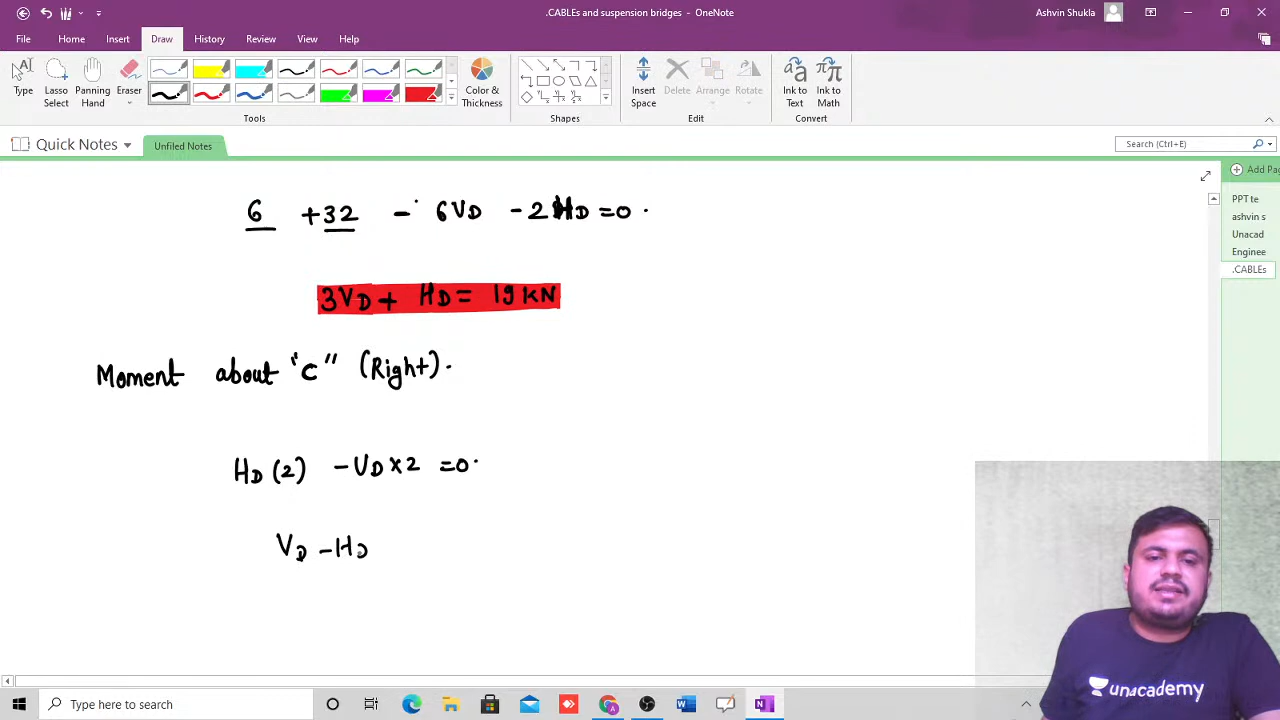 .CABLEs and suspension bridges - OneNote
Ashvin Shukla
File Home Insert Draw History Review View Help
Type
Lasso Select
Panning Hand
Eraser
Color & Thickness
Insert Space
Delete
Arrange
Rotate
Ink to Text
Ink to Math
Tools
Shapes
Edit
Convert
Quick Notes
Unfiled Notes
Search (Ctrl+E)
Add Pag
PPT te
ashvin s
Unacad
Enginee
.CABLEs
6 +32 - 6VD - 2HD =0.
3VD + HD = 19 kN
Moment about "C" (Right).
HD (2) - VD×2 =0.
VD - HD
unacademy
Type here to search